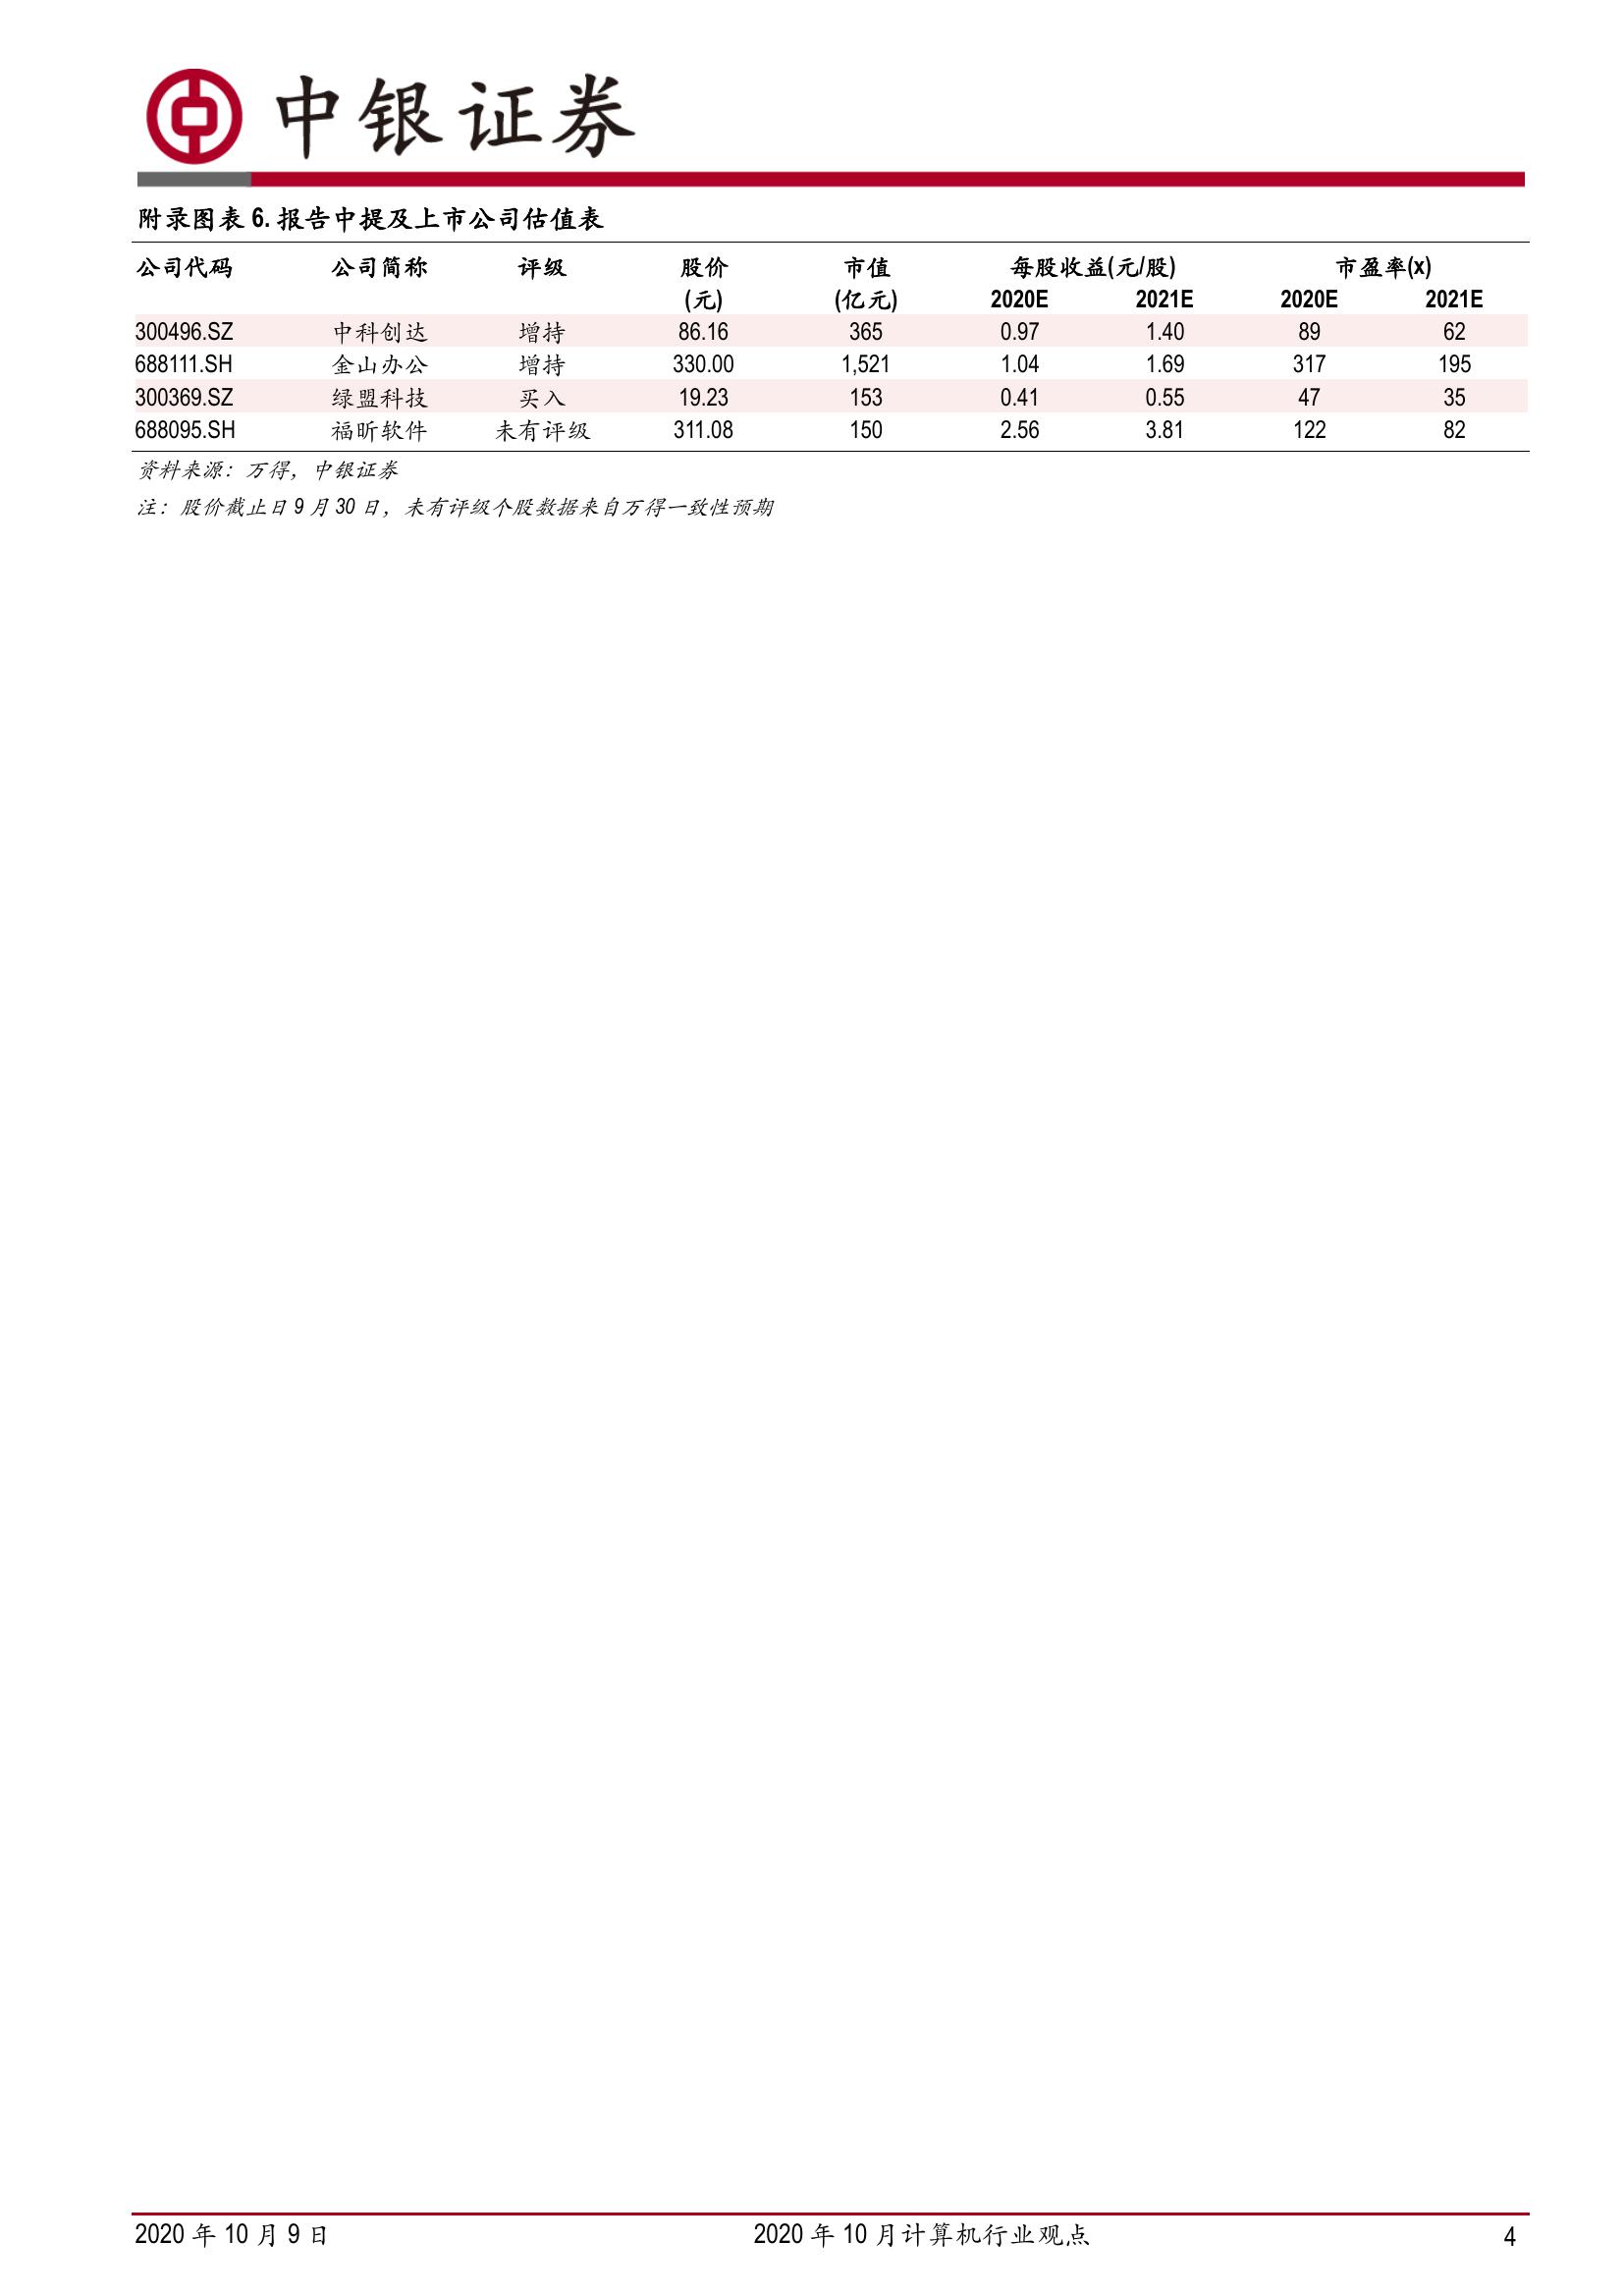 中银证券
附录图表 6. 报告中提及上市公司估值表
公司代码 公司简称 评级 股价 市值 每股收益(元/股) 市盈率(x)
(元) (亿元) 2020E 2021E 2020E 2021E
300496.SZ 中科创达 增持 86.16 365 0.97 1.40 89 62
688111.SH 金山办公 增持 330.00 1,521 1.04 1.69 317 195
300369.SZ 绿盟科技 买入 19.23 153 0.41 0.55 47 35
688095.SH 福昕软件 未有评级 311.08 150 2.56 3.81 122 82
资料来源：万得，中银证券
注：股价截止日 9 月 30 日，未有评级个股数据来自万得一致性预期
2020 年 10 月 9 日 2020 年 10 月计算机行业观点 4